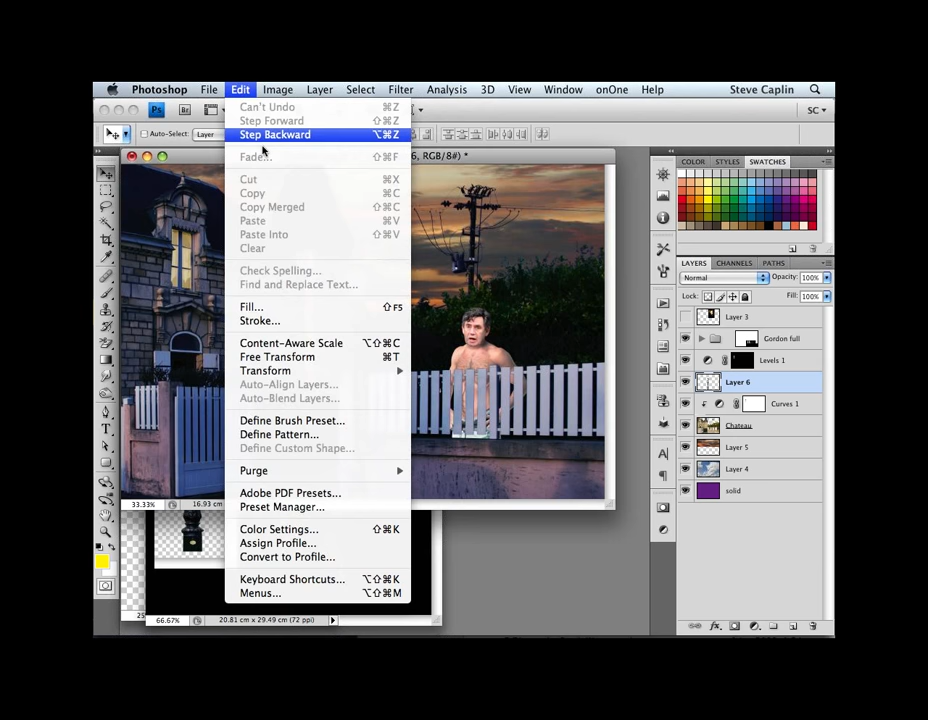 Photoshop File Edit Image Layer Select Filter Analysis 3D View Window onOne Help Steve Caplin
Ps Br SC
Auto-Select: Layer
6, RGB/8#) *
Can't Undo ⌘Z
Step Forward ⇧⌘Z
Step Backward ⌥⌘Z
Fade... ⇧⌘F
Cut ⌘X
Copy ⌘C
Copy Merged ⇧⌘C
Paste ⌘V
Paste Into ⇧⌘V
Clear
Check Spelling...
Find and Replace Text...
Fill... ⇧F5
Stroke...
Content-Aware Scale ⌥⇧⌘C
Free Transform ⌘T
Transform
Auto-Align Layers...
Auto-Blend Layers...
Define Brush Preset...
Define Pattern...
Define Custom Shape...
Purge
Adobe PDF Presets...
Preset Manager...
Color Settings... ⇧⌘K
Assign Profile...
Convert to Profile...
Keyboard Shortcuts... ⌥⇧⌘K
Menus... ⌥⇧⌘M
33.33% 16.93 cm
25
66.67% 20.81 cm x 29.49 cm (72 ppi)
COLOR STYLES SWATCHES
LAYERS CHANNELS PATHS
Normal Opacity: 100%
Lock: Fill: 100%
Layer 3
Gordon full
Levels 1
Layer 6
Curves 1
Chateau
Layer 5
Layer 4
solid